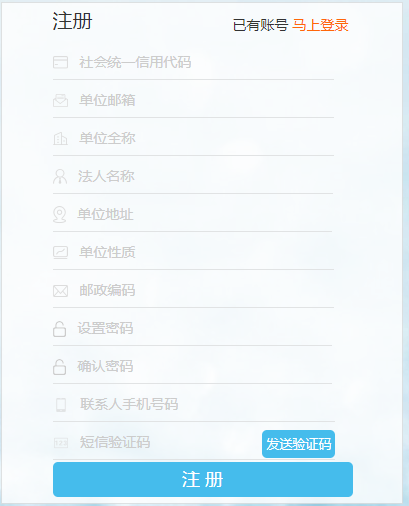 注册
已有账号 马上登录
社会统一信用代码
单位邮箱
单位全称
法人名称
单位地址
单位性质
邮政编码
设置密码
确认密码
联系人手机号码
短信验证码 发送验证码
注 册